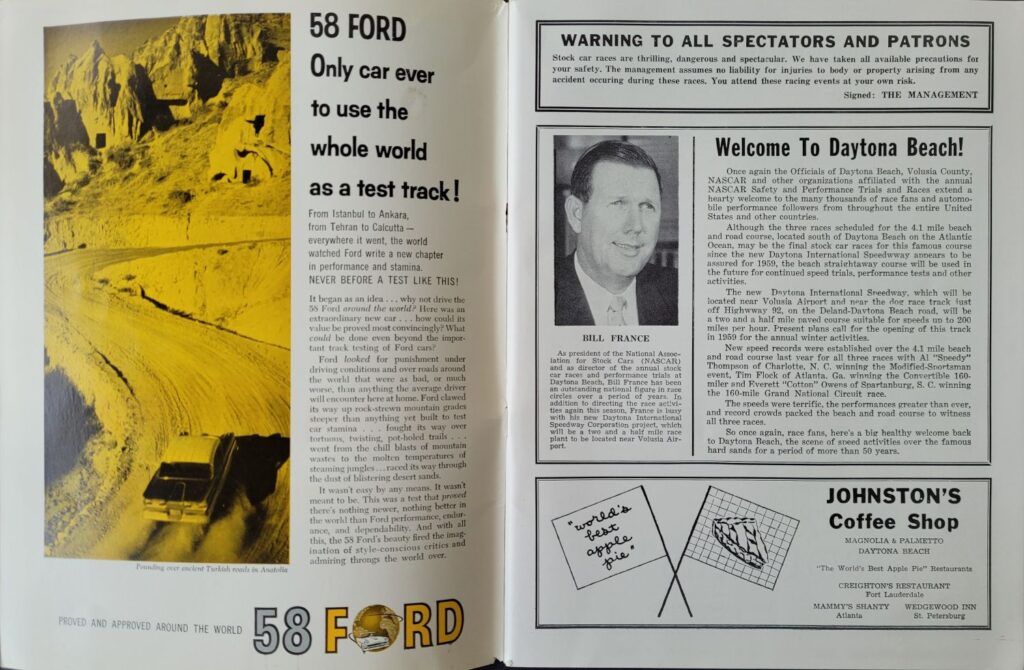 58 FORD
Only car ever
to use the
whole world
as a test track!
From Istanbul to Ankara,
from Tehran to Calcutta —
everywhere it went, the world
watched Ford write a new chapter
in performance and stamina.
NEVER BEFORE A TEST LIKE THIS!
It began as an idea . . . why not drive the
58 Ford around the world? Here was an
extraordinary new car . . . how could its
value be proved most convincingly? What
could be done even beyond the impor-
tant track testing of Ford cars?
Ford looked for punishment under
driving conditions and over roads around
the world that were as bad, or much
worse, than anything the average driver
will encounter here at home. Ford clawed
its way up rock-strewn mountain grades
steeper than anything yet built to test
car stamina . . . fought its way over
tortuous, twisting, pot-holed trails . . .
went from the chill blasts of mountain
wastes to the molten temperatures of
steaming jungles . . . raced its way through
the dust of blistering desert sands.
It wasn't easy by any means. It wasn't
meant to be. This was a test that proved
there's nothing newer, nothing better in
the world than Ford performance, endur-
ance, and dependability. And with all
this, the 58 Ford's beauty fired the imag-
ination of style-conscious critics and
admiring throngs the world over.
Pounding over ancient Turkish roads in Anatolia
PROVED AND APPROVED AROUND THE WORLD
58 FORD
WARNING TO ALL SPECTATORS AND PATRONS
Stock car races are thrilling, dangerous and spectacular. We have taken all available precautions for
your safety. The management assumes no liability for injuries to body or property arising from any
accident occuring during these races. You attend these racing events at your own risk.
Signed: THE MANAGEMENT
BILL FRANCE
As president of the National Assoc-
iation for Stock Cars (NASCAR)
and as director of the annual stock
car races and performance trials at
Daytona Beach, Bill France has been
an outstanding national figure in race
circles over a period of years. In
addition to directing the race activi-
ties again this season, France is busy
with his new Daytona International
Speedway Corporation project, which
will be a two and a half mile race
plant to be located near Volusia Air-
port.
Welcome To Daytona Beach!
Once again the Officials of Daytona Beach, Volusia County,
NASCAR and other organizations affiliated with the annual
NASCAR Safety and Performance Trials and Races extend a
hearty welcome to the many thousands of race fans and automo-
bile performance followers from throughout the entire United
States and other countries.
Although the three races scheduled for the 4.1 mile beach
and road course, located south of Daytona Beach on the Atlantic
Ocean, may be the final stock car races for this famous course
since the new Daytona International Speedwway appears to be
assured for 1959, the beach straightaway course will be used in
the future for continued speed trials, performance tests and other
activities.
The new Daytona International Speedway, which will be
located near Volusia Airport and near the dog race track just
off Highwway 92, on the Deland-Daytona Beach road, will be
a two and a half mile paved course suitable for speeds up to 200
miles per hour. Present plans call for the opening of this track
in 1959 for the annual winter activities.
New speed records were established over the 4.1 mile beach
and road course last year for all three races with Al "Speedy"
Thompson of Charlotte, N. C. winning the Modified-Sportsman
event, Tim Flock of Atlanta, Ga. winning the Convertible 160-
miler and Everett "Cotton" Owens of Spartanburg, S. C. winning
the 160-mile Grand National Circuit race.
The speeds were terrific, the performances greater than ever,
and record crowds packed the beach and road course to witness
all three races.
So once again, race fans, here's a big healthy welcome back
to Daytona Beach, the scene of speed activities over the famous
hard sands for a period of more than 50 years.
"world's
best
apple
pie"
JOHNSTON'S
Coffee Shop
MAGNOLIA & PALMETTO
DAYTONA BEACH
"The World's Best Apple Pie" Restaurants
CREIGHTON'S RESTAURANT
Fort Lauderdale
MAMMY'S SHANTY WEDGEWOOD INN
Atlanta St. Petersburg